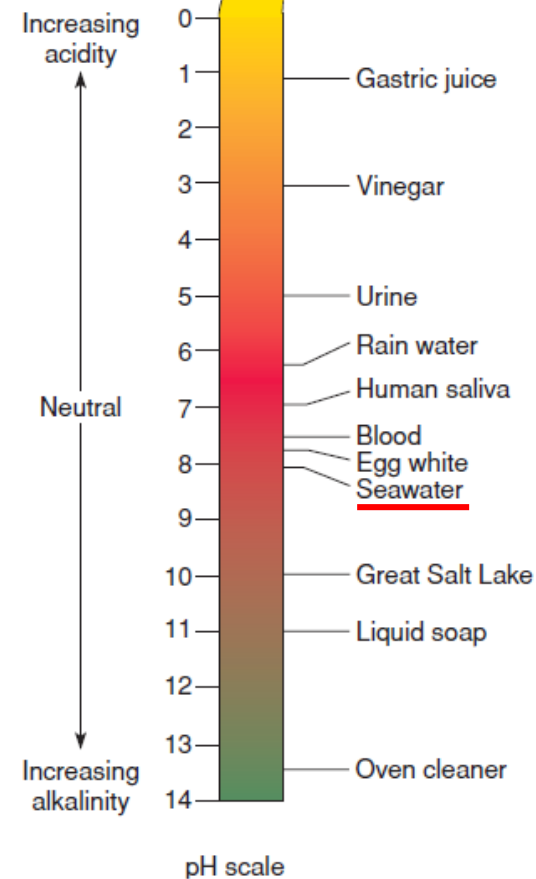 Increasing
acidity
Neutral
Increasing
alkalinity
0
1
2
3
4
5
6
7
8
9
10
11
12
13
14
Gastric juice
Vinegar
Urine
Rain water
Human saliva
Blood
Egg white
Seawater
Great Salt Lake
Liquid soap
Oven cleaner
pH scale